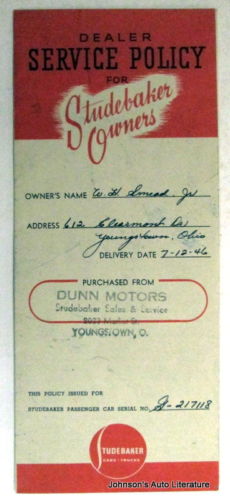 DEALER
SERVICE POLICY
FOR
Studebaker
Owners
OWNER'S NAME W. H. Smead, Jr
ADDRESS 612 Clearmont Dr
Youngstown, Ohio
DELIVERY DATE 7-12-46
PURCHASED FROM
DUNN MOTORS
Studebaker Sales & Service
Market St.
YOUNGSTOWN, O.
THIS POLICY ISSUED FOR
STUDEBAKER PASSENGER CAR SERIAL NO. G-217118
STUDEBAKER
CARS • TRUCKS
Johnson's Auto Literature